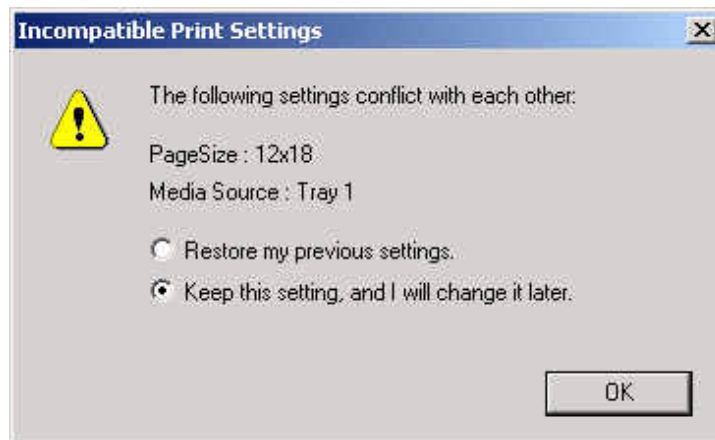 Incompatible Print Settings
The following settings conflict with each other:
PageSize : 12x18
Media Source : Tray 1
Restore my previous settings.
Keep this setting, and I will change it later.
OK